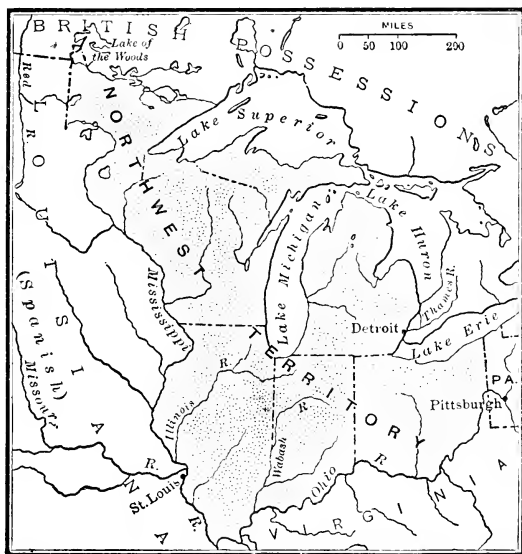 BRITISH POSSESSIONS
MILES
0 50 100 200
Lake of
the Woods
Red R.
LOUISIANA
(Spanish)
NORTHWEST TERRITORY
Lake Superior
Lake Michigan
Lake Huron
Thames R.
Detroit
Lake Erie
PA.
Pittsburgh
Mississippi R.
Missouri R.
Illinois R.
Wabash R.
Ohio R.
St. Louis
VIRGINIA